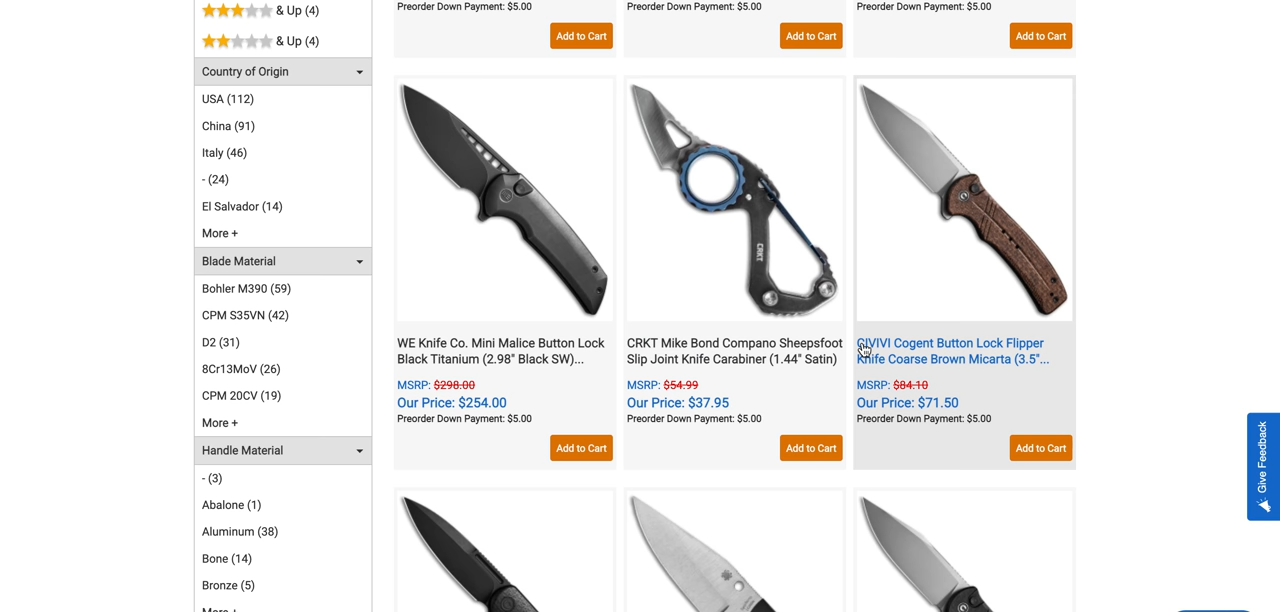 & Up (4)
& Up (4)
Country of Origin
USA (112)
China (91)
Italy (46)
- (24)
El Salvador (14)
More +
Blade Material
Bohler M390 (59)
CPM S35VN (42)
D2 (31)
8Cr13MoV (26)
CPM 20CV (19)
More +
Handle Material
- (3)
Abalone (1)
Aluminum (38)
Bone (14)
Bronze (5)
More +
Preorder Down Payment: $5.00
Add to Cart
Preorder Down Payment: $5.00
Add to Cart
Preorder Down Payment: $5.00
Add to Cart
WE Knife Co. Mini Malice Button Lock
Black Titanium (2.98" Black SW)...
MSRP: $298.00
Our Price: $254.00
Preorder Down Payment: $5.00
Add to Cart
CRKT
CRKT Mike Bond Compano Sheepsfoot
Slip Joint Knife Carabiner (1.44" Satin)
MSRP: $54.99
Our Price: $37.95
Preorder Down Payment: $5.00
Add to Cart
CIVIVI Cogent Button Lock Flipper
Knife Coarse Brown Micarta (3.5"...
MSRP: $84.10
Our Price: $71.50
Preorder Down Payment: $5.00
Add to Cart
Give Feedback